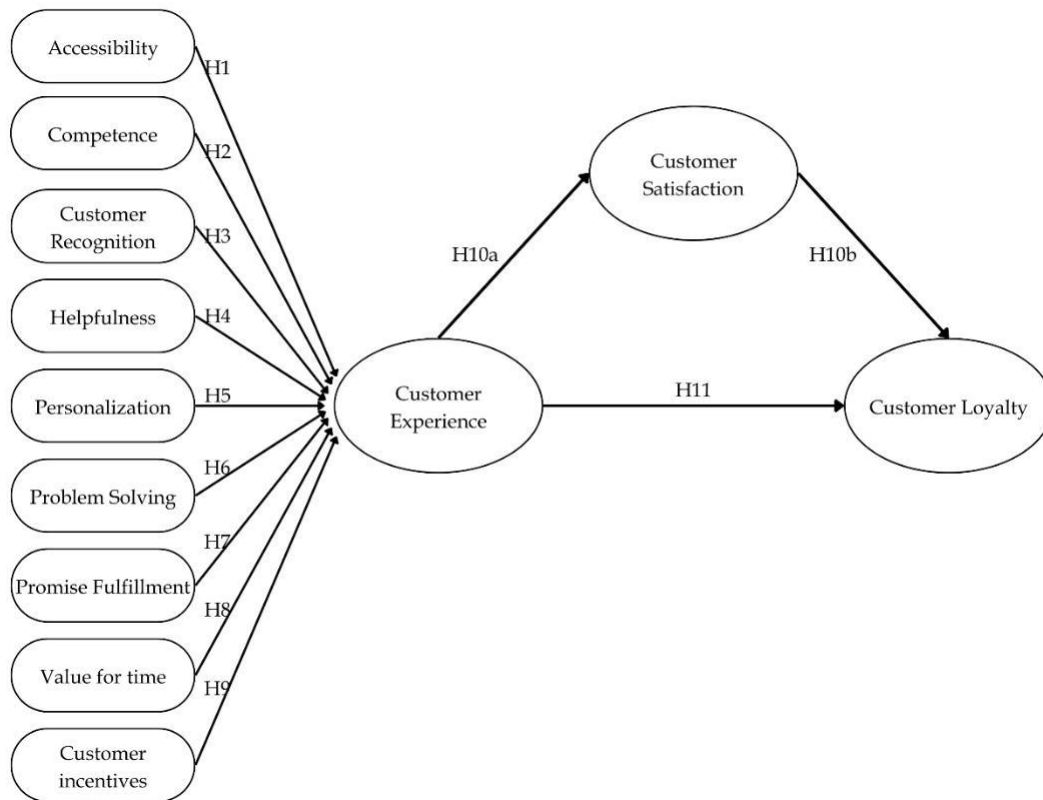 Accessibility
H1
Competence
H2
Customer
Recognition
H3
Helpfulness
H4
Personalization
H5
Problem Solving
H6
Promise Fulfillment
H7
Value for time
H8
Customer
incentives
H9
Customer
Experience
H10a
Customer
Satisfaction
H10b
H11
Customer Loyalty